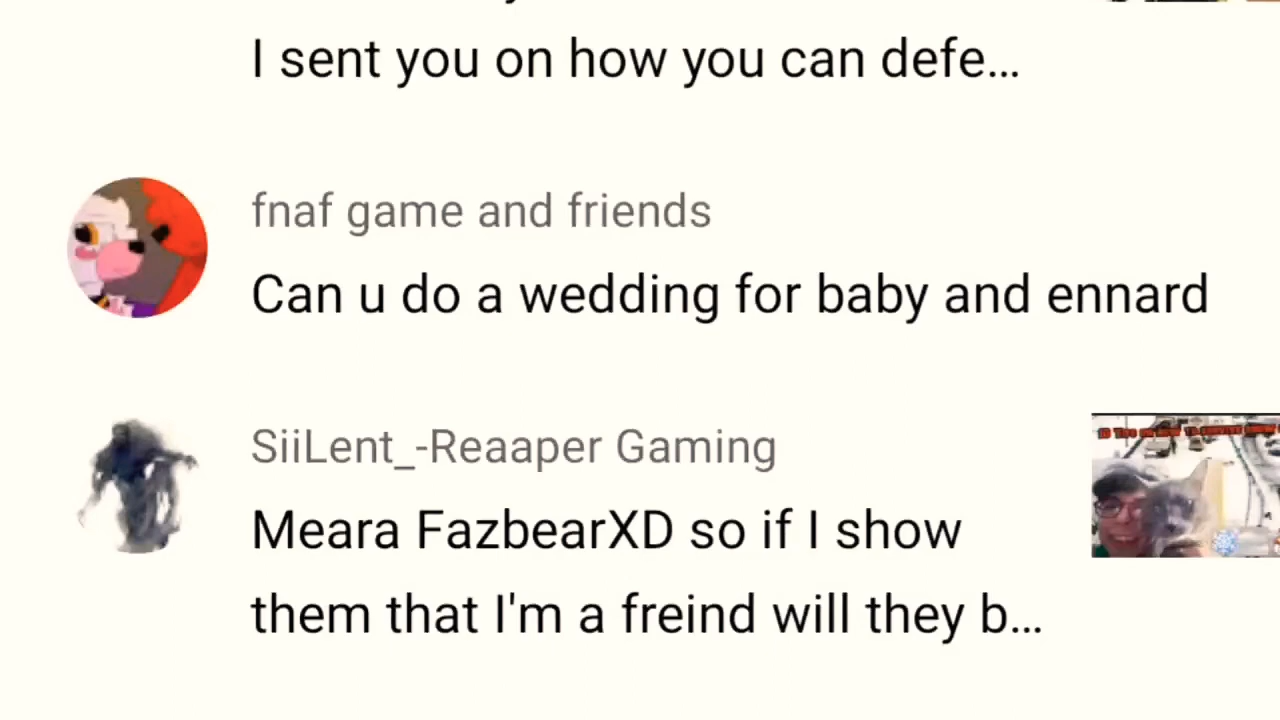 I sent you on how you can defe...
fnaf game and friends
Can u do a wedding for baby and ennard
SiiLent_-Reaaper Gaming
Meara FazbearXD so if I show
them that I'm a freind will they b...